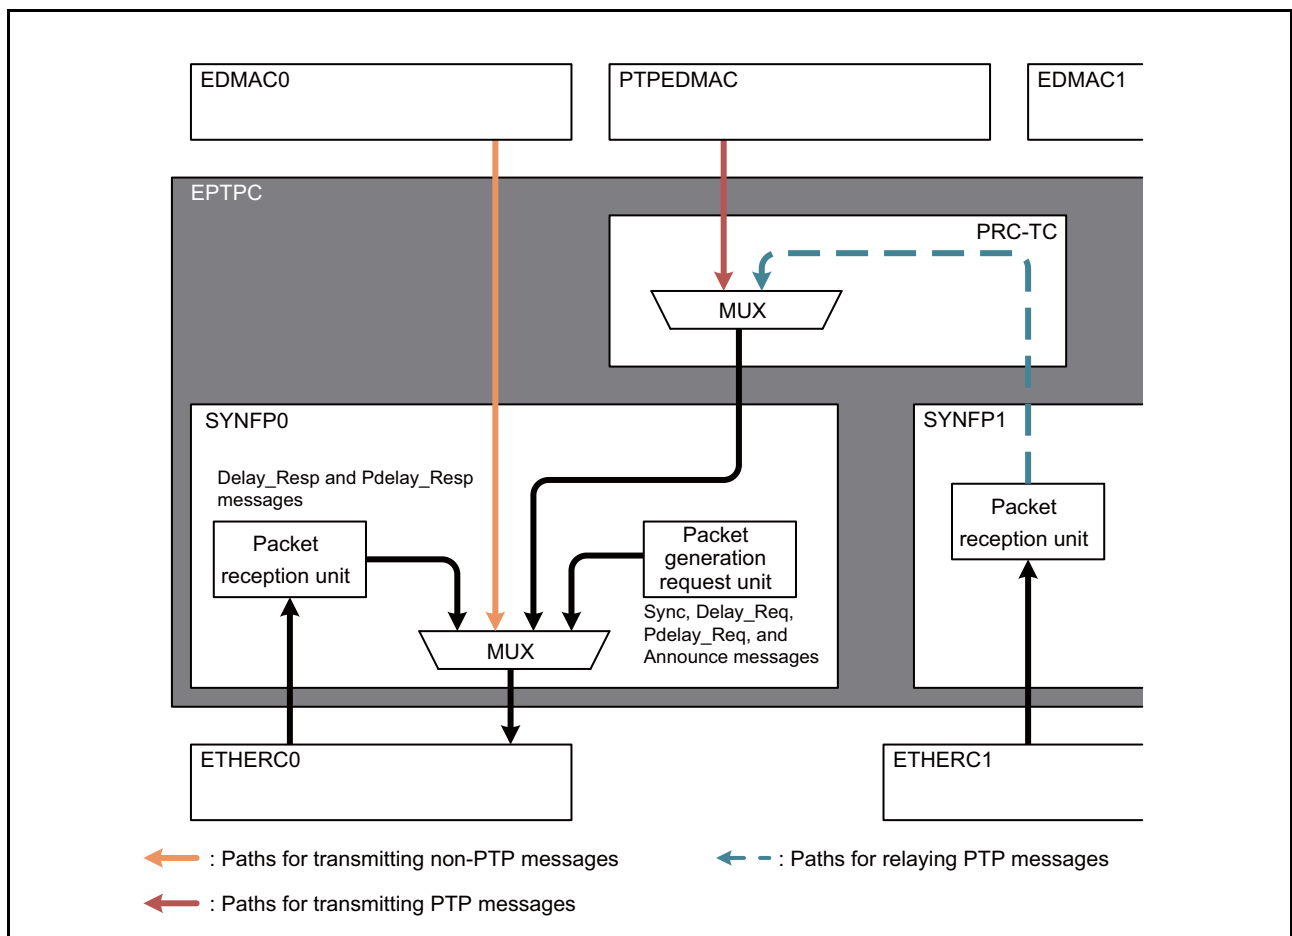 EDMAC0
PTPEDMAC
EDMAC1
EPTPC
PRC-TC
MUX
SYNFP0
SYNFP1
Delay_Resp and Pdelay_Resp
messages
Packet
reception unit
Packet
generation
request unit
Packet
reception unit
Sync, Delay_Req,
Pdelay_Req, and
Announce messages
MUX
ETHERC0
ETHERC1
: Paths for transmitting non-PTP messages
: Paths for relaying PTP messages
: Paths for transmitting PTP messages